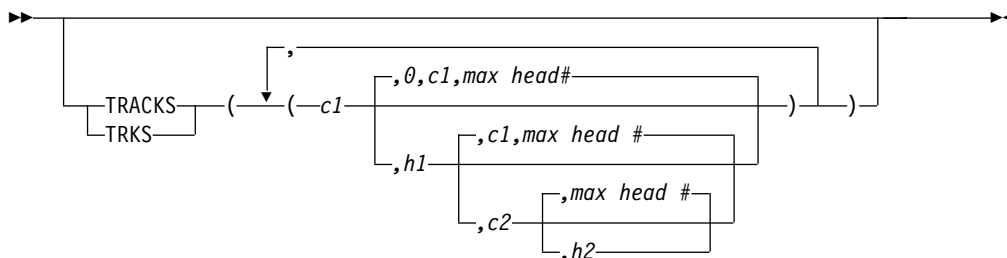 ,
,0,c1,max head#
TRACKS ( ( c1 ) )
TRKS
,c1,max head #
,h1
,max head #
,c2
,h2